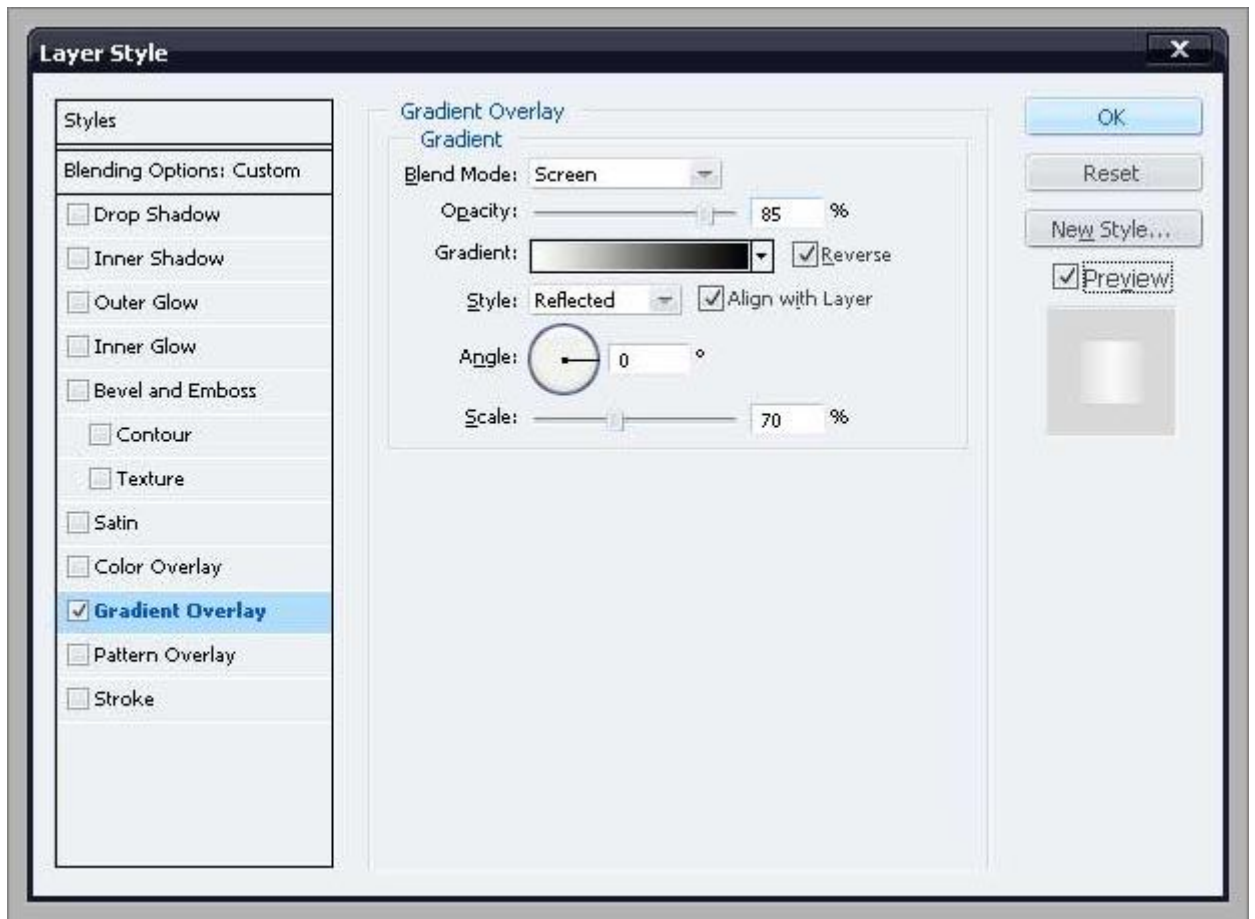 Layer Style
X
Styles
Blending Options: Custom
Drop Shadow
Inner Shadow
Outer Glow
Inner Glow
Bevel and Emboss
Contour
Texture
Satin
Color Overlay
Gradient Overlay
Pattern Overlay
Stroke
Gradient Overlay
Gradient
Blend Mode: Screen
Opacity: 85 %
Gradient: Reverse
Style: Reflected Align with Layer
Angle: 0 °
Scale: 70 %
OK
Reset
New Style...
Preview